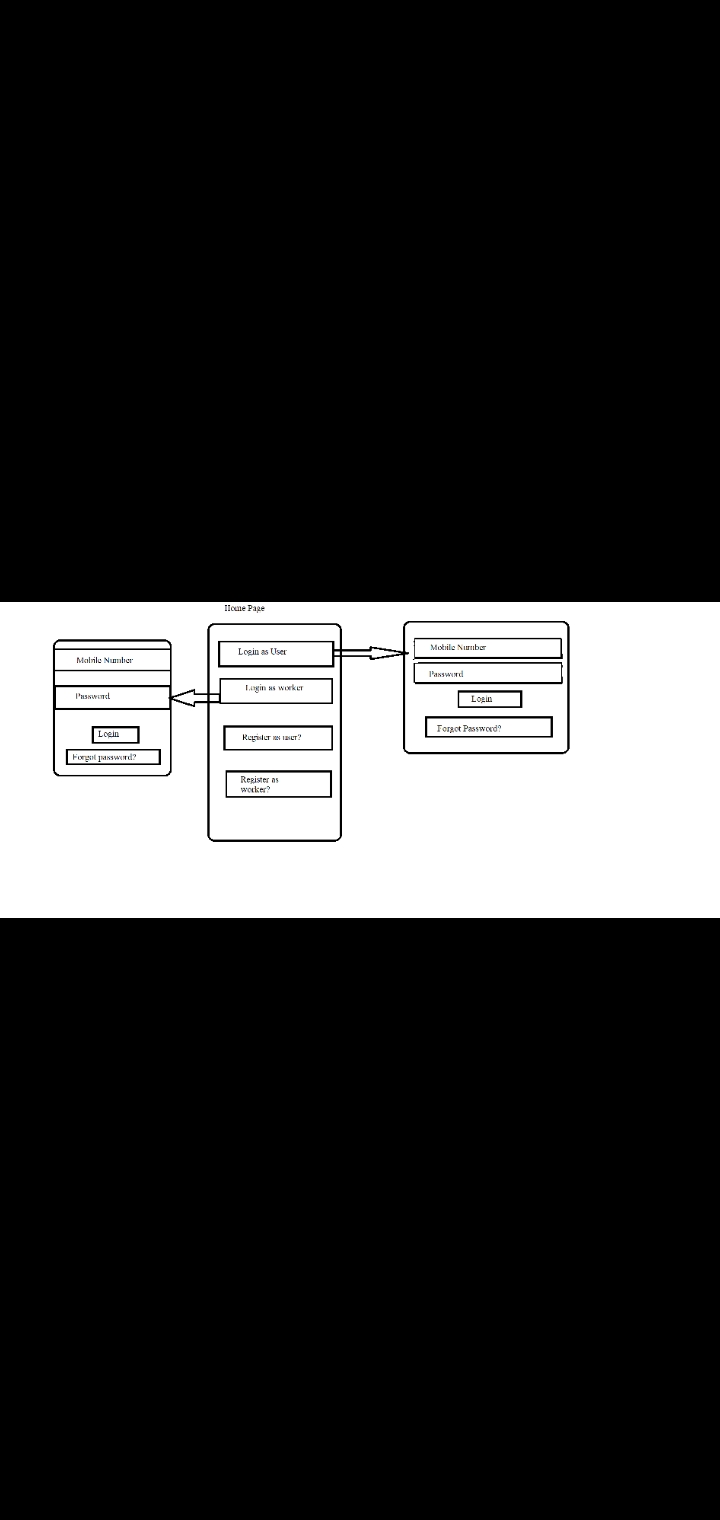 Home Page
Mobile Number
Password
Login
Forgot password?
Login as User
Login as worker
Register as user?
Register as
worker?
Mobile Number
Password
Login
Forgot Password?